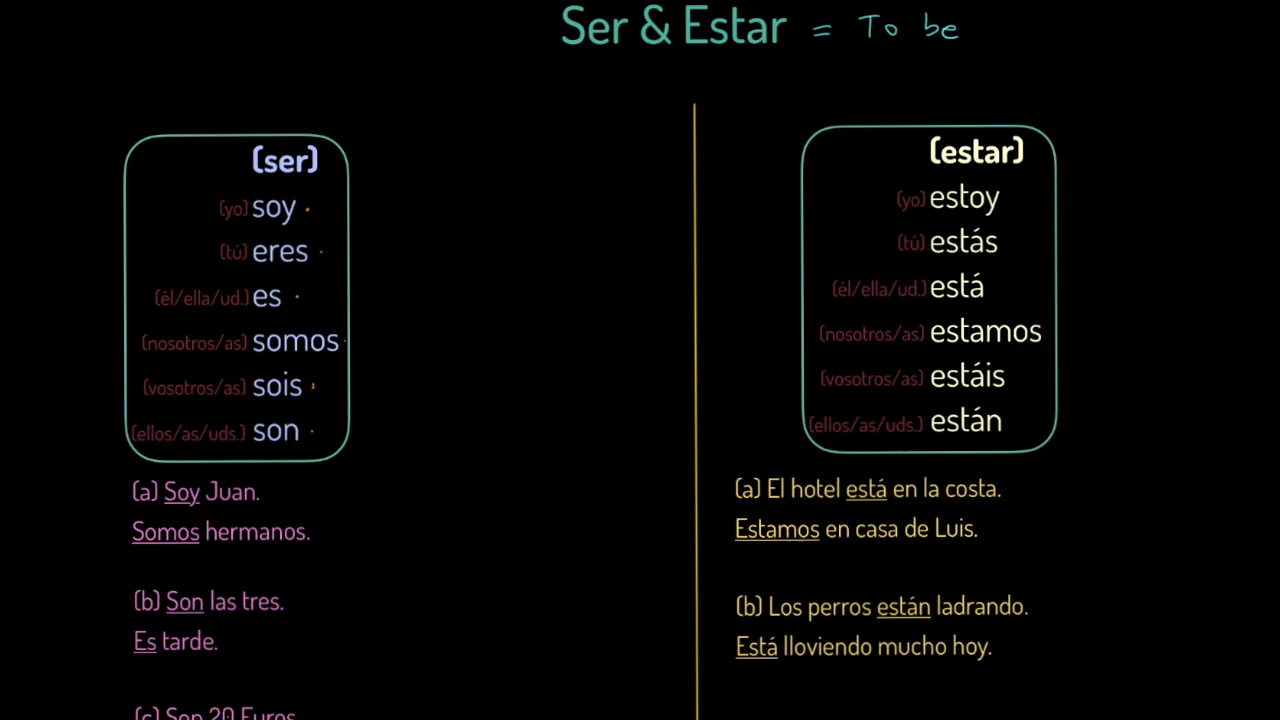 Ser & Estar = To be
(ser)
(yo) soy
(tú) eres
(él/ella/ud.) es
(nosotros/as) somos
(vosotros/as) sois
(ellos/as/uds.) son
(a) Soy Juan.
Somos hermanos.
(b) Son las tres.
Es tarde.
(c) Son 20 Euros.
(estar)
(yo) estoy
(tú) estás
(él/ella/ud.) está
(nosotros/as) estamos
(vosotros/as) estáis
(ellos/as/uds.) están
(a) El hotel está en la costa.
Estamos en casa de Luis.
(b) Los perros están ladrando.
Está lloviendo mucho hoy.